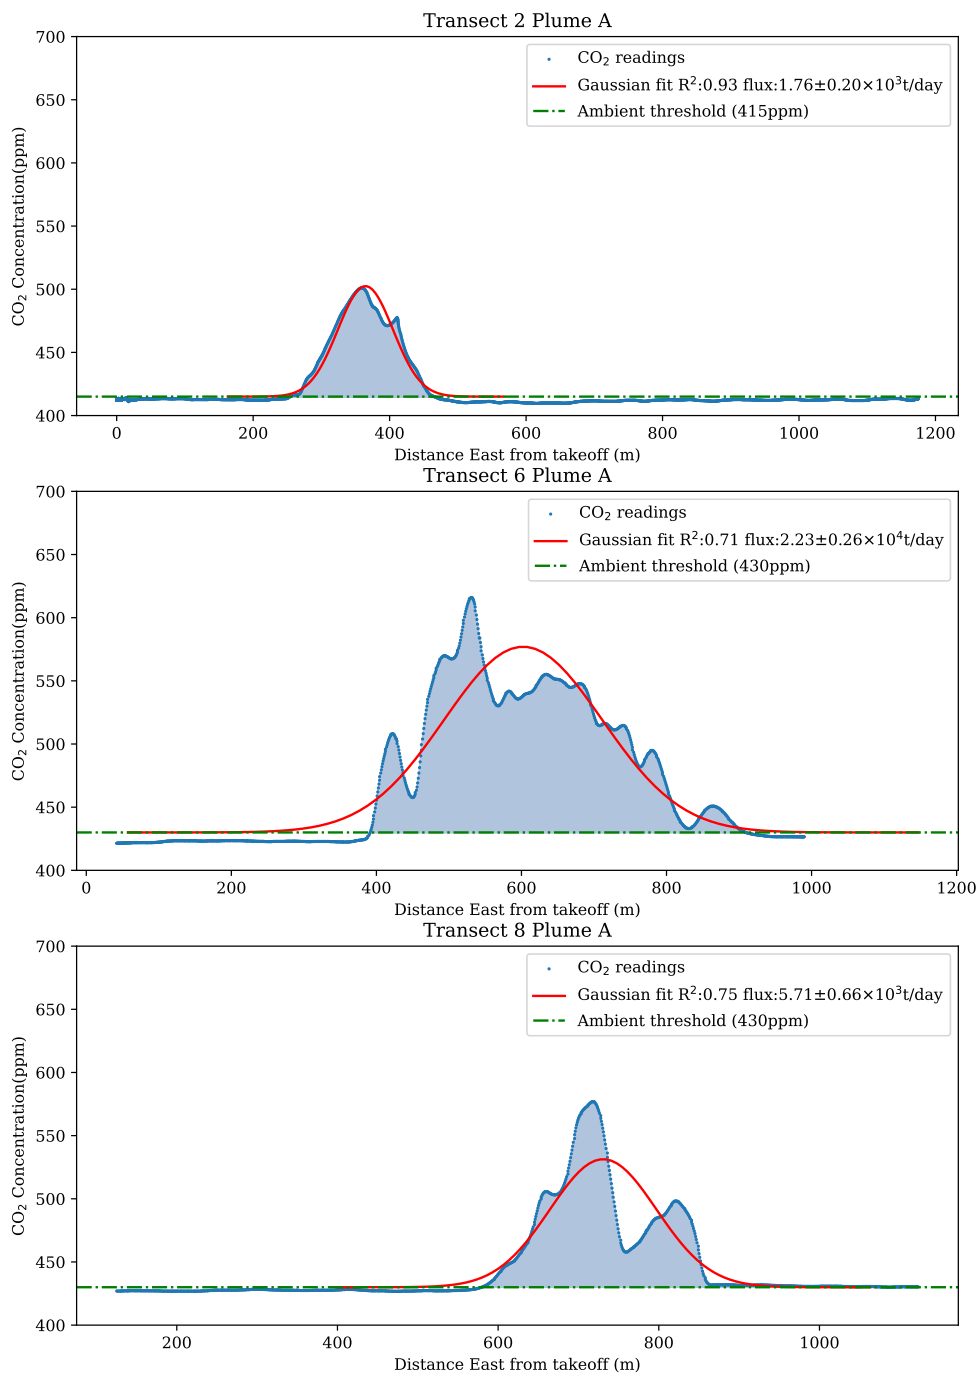 Transect 2 Plume A
700
650
600
550
500
450
400
CO₂ Concentration(ppm)
CO₂ readings
Gaussian fit R²:0.93 flux:1.76±0.20×10³t/day
Ambient threshold (415ppm)
0 200 400 600 800 1000 1200
Distance East from takeoff (m)
Transect 6 Plume A
700
650
600
550
500
450
400
CO₂ Concentration(ppm)
CO₂ readings
Gaussian fit R²:0.71 flux:2.23±0.26×10⁴t/day
Ambient threshold (430ppm)
0 200 400 600 800 1000 1200
Distance East from takeoff (m)
Transect 8 Plume A
700
650
600
550
500
450
400
CO₂ Concentration(ppm)
CO₂ readings
Gaussian fit R²:0.75 flux:5.71±0.66×10³t/day
Ambient threshold (430ppm)
200 400 600 800 1000
Distance East from takeoff (m)